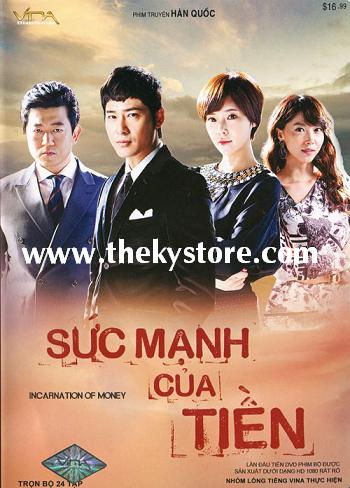 ViNA
PHIM TRUYỆN HÀN QUỐC
$16.99
www.thekystore.com
SỨC MẠNH
CỦA
TIỀN
INCARNATION OF MONEY
LẦN ĐẦU TIÊN DVD PHIM BỘ ĐƯỢC
SẢN XUẤT DƯỚI DẠNG HD 1080 RẤT RÕ
NHÓM LỒNG TIẾNG VINA THỰC HIỆN
TRỌN BỘ 24 TẬP